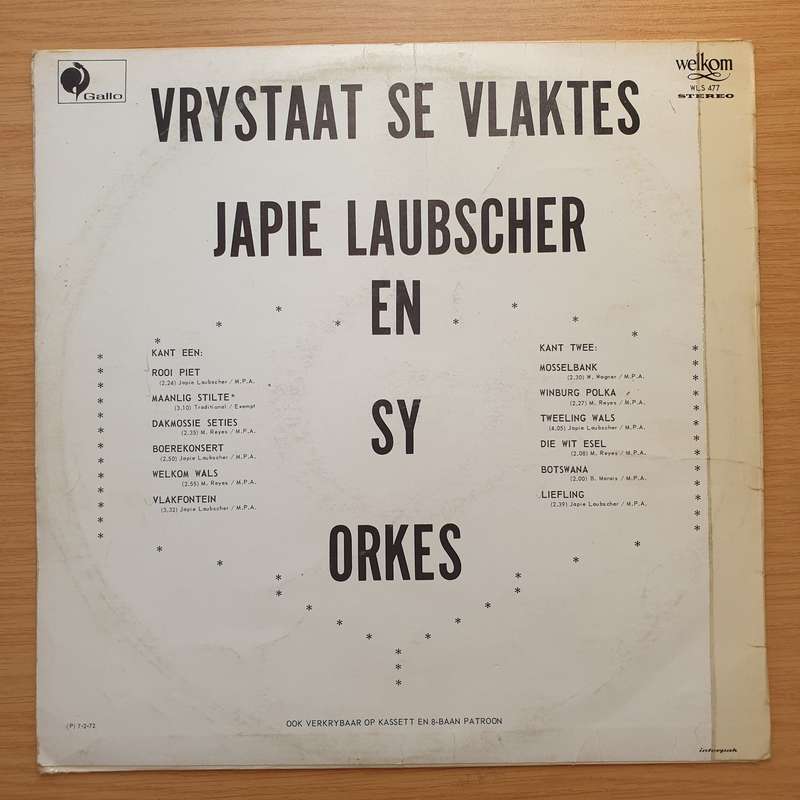 Gallo
welkom
WLS 477
STEREO
VRYSTAAT SE VLAKTES
JAPIE LAUBSCHER
EN
SY
ORKES
KANT EEN:
ROOI PIET
(2,24) Japie Laubscher / M.P.A.
MAANLIG STILTE*
(3,10) Traditional / Exempt
DAKMOSSIE SETIES
(2,35) M. Reyes / M.P.A.
BOEREKONSERT
(2,50) Japie Laubscher / M.P.A.
WELKOM WALS
(2,55) M. Reyes / M.P.A.
VLAKFONTEIN
(3,32) Japie Laubscher / M.P.A.
KANT TWEE:
MOSSELBANK
(2,30) W. Wagner / M.P.A.
WINBURG POLKA
(2,27) M. Reyes / M.P.A.
TWEELING WALS
(4,05) Japie Laubscher / M.P.A.
DIE WIT ESEL
(2,08) M. Reyes / M.P.A.
BOTSWANA
(2,00) B. Marais / M.P.A.
LIEFLING
(2,39) Japie Laubscher / M.P.A.
(P) 7-2-72
OOK VERKRYBAAR OP KASSETT EN 8-BAAN PATROON
interpak